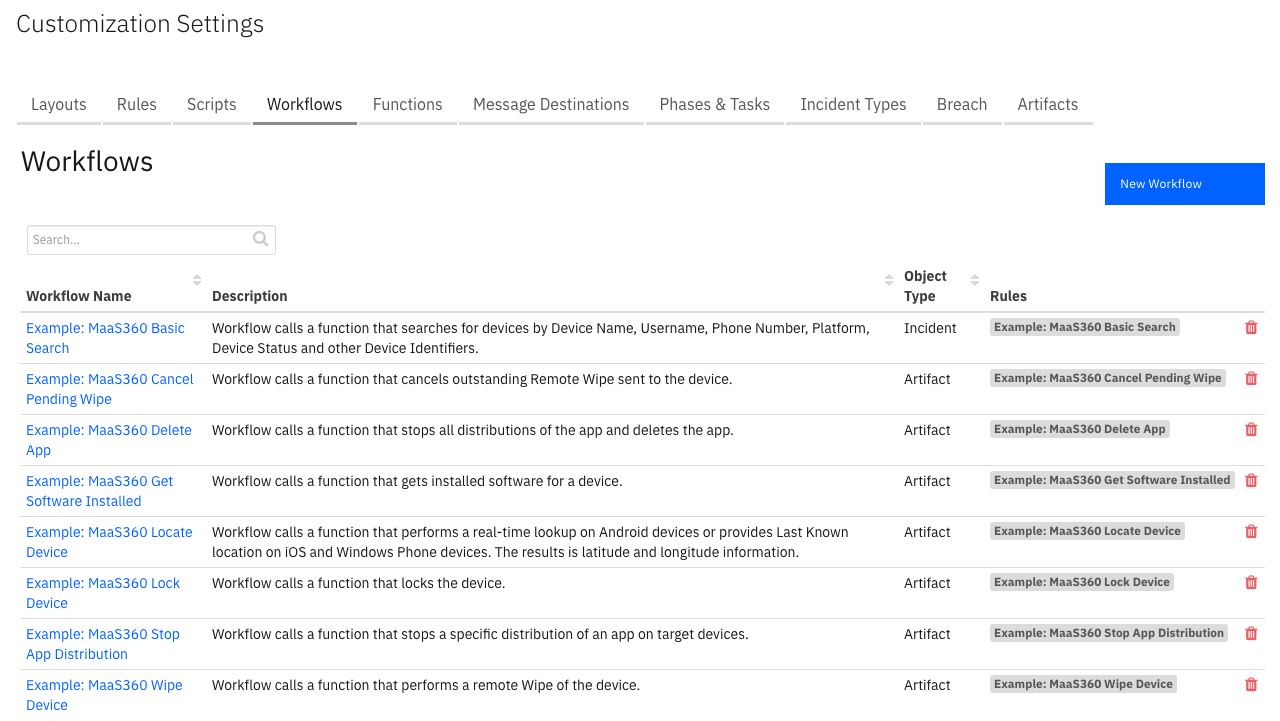 Customization Settings
Layouts Rules Scripts Workflows Functions Message Destinations Phases & Tasks Incident Types Breach Artifacts
Workflows
New Workflow
Search...
Workflow Name Description Object Type Rules
Example: MaaS360 Basic Search
Workflow calls a function that searches for devices by Device Name, Username, Phone Number, Platform,
Device Status and other Device Identifiers.
Incident
Example: MaaS360 Basic Search
Example: MaaS360 Cancel Pending Wipe
Workflow calls a function that cancels outstanding Remote Wipe sent to the device.
Artifact
Example: MaaS360 Cancel Pending Wipe
Example: MaaS360 Delete App
Workflow calls a function that stops all distributions of the app and deletes the app.
Artifact
Example: MaaS360 Delete App
Example: MaaS360 Get Software Installed
Workflow calls a function that gets installed software for a device.
Artifact
Example: MaaS360 Get Software Installed
Example: MaaS360 Locate Device
Workflow calls a function that performs a real-time lookup on Android devices or provides Last Known
location on iOS and Windows Phone devices. The results is latitude and longitude information.
Artifact
Example: MaaS360 Locate Device
Example: MaaS360 Lock Device
Workflow calls a function that locks the device.
Artifact
Example: MaaS360 Lock Device
Example: MaaS360 Stop App Distribution
Workflow calls a function that stops a specific distribution of an app on target devices.
Artifact
Example: MaaS360 Stop App Distribution
Example: MaaS360 Wipe Device
Workflow calls a function that performs a remote Wipe of the device.
Artifact
Example: MaaS360 Wipe Device